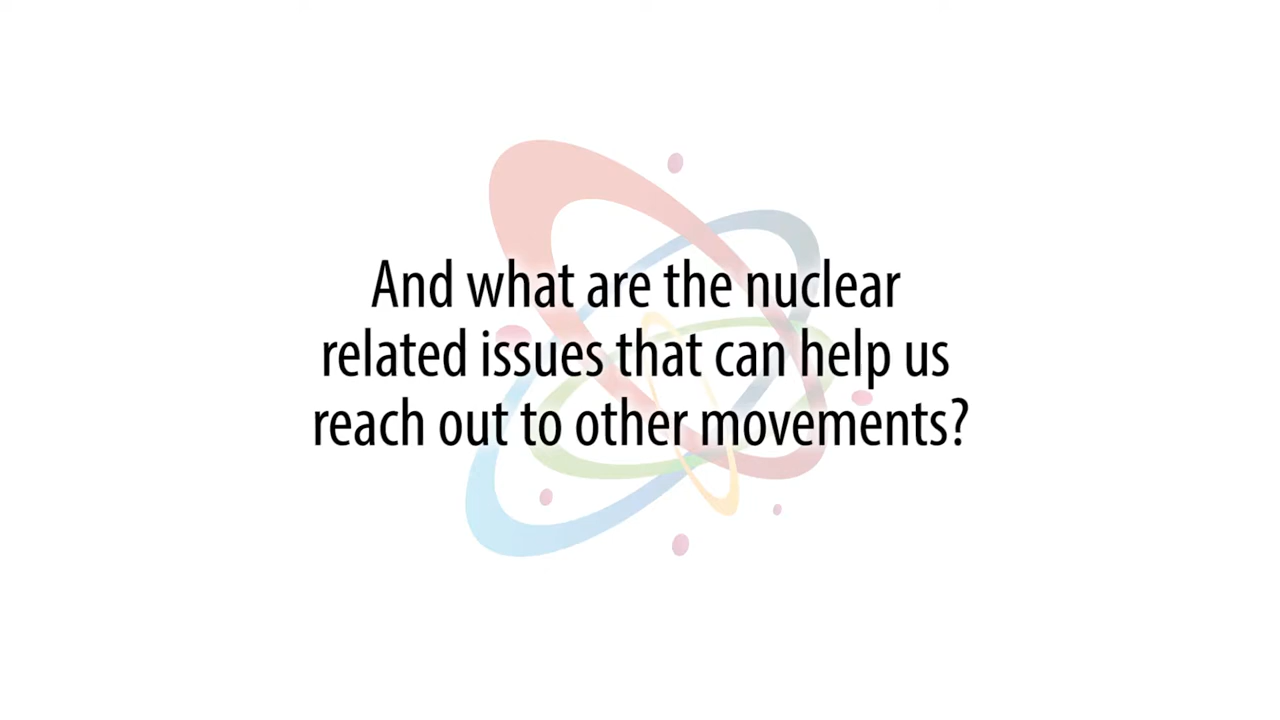 And what are the nuclear
related issues that can help us
reach out to other movements?